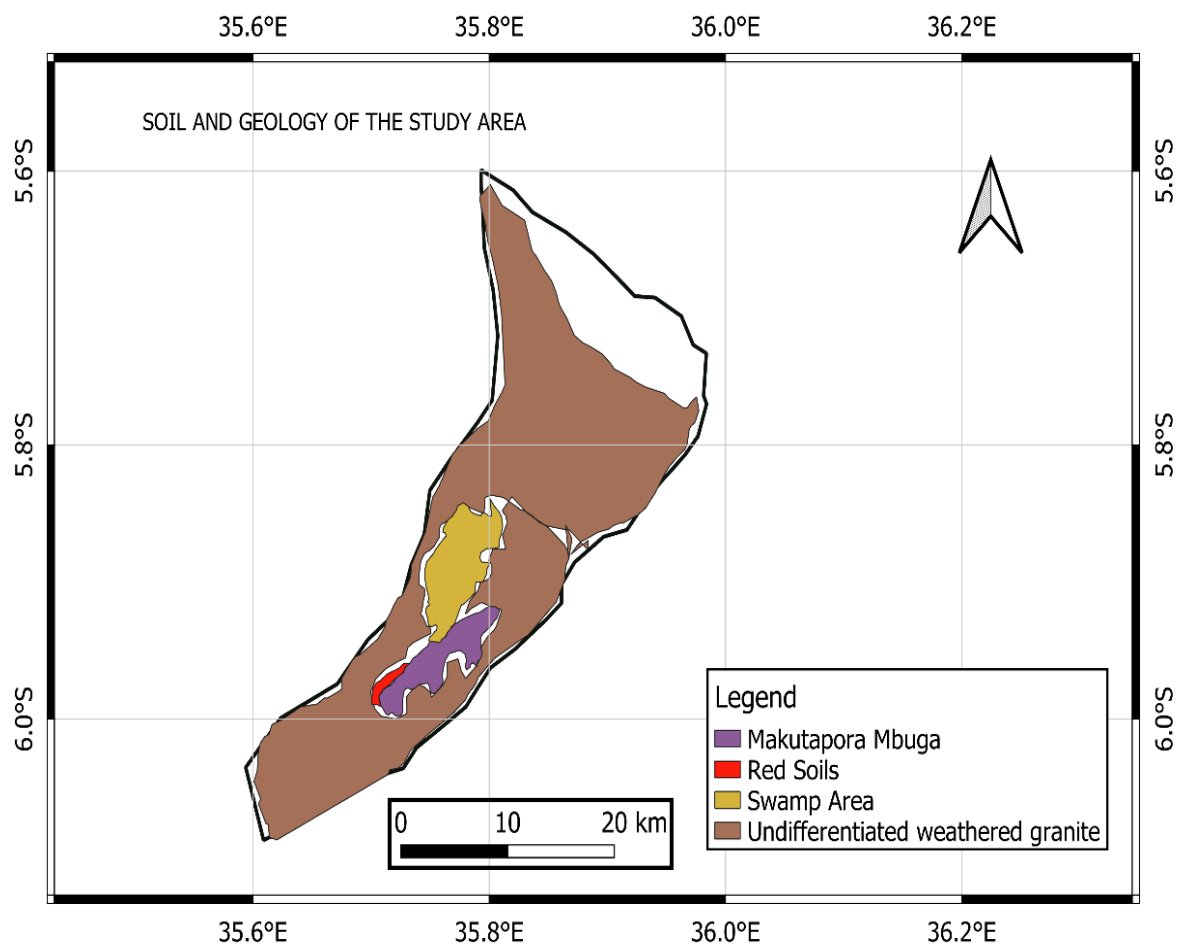 35.6°E 35.8°E 36.0°E 36.2°E
SOIL AND GEOLOGY OF THE STUDY AREA
5.6°S 5.6°S
5.8°S 5.8°S
6.0°S 6.0°S
Legend
Makutapora Mbuga
Red Soils
Swamp Area
Undifferentiated weathered granite
0 10 20 km
35.6°E 35.8°E 36.0°E 36.2°E